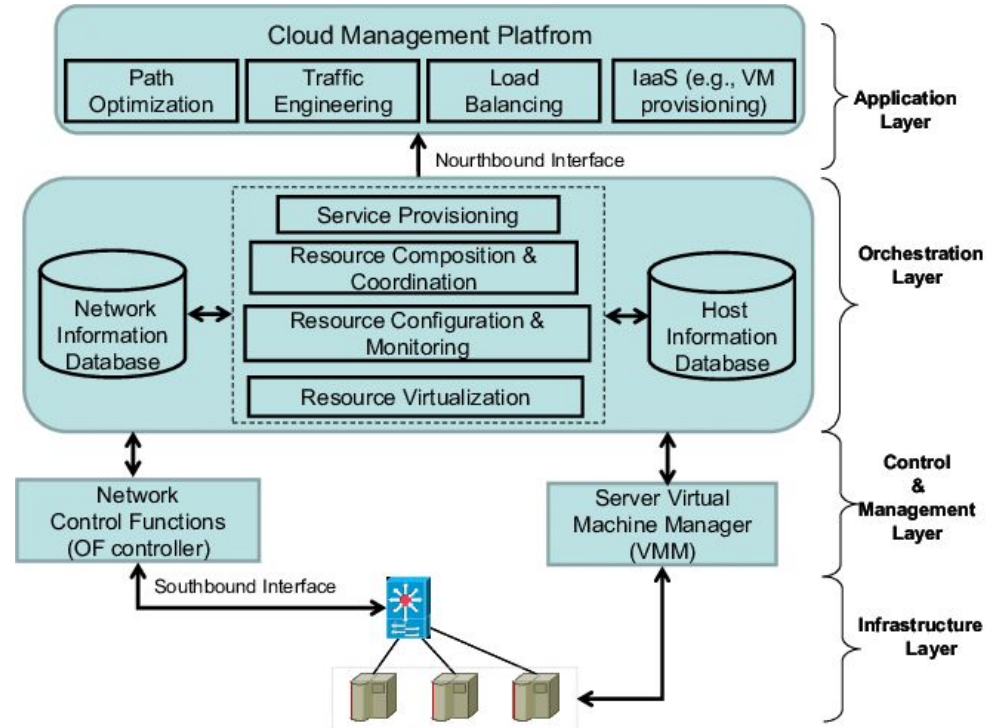 Cloud Management Platfrom
Path
Optimization
Traffic
Engineering
Load
Balancing
IaaS (e.g., VM
provisioning)
Application
Layer
Nourthbound Interface
Service Provisioning
Resource Composition &
Coordination
Resource Configuration &
Monitoring
Resource Virtualization
Network
Information
Database
Host
Information
Database
Orchestration
Layer
Network
Control Functions
(OF controller)
Server Virtual
Machine Manager
(VMM)
Control
&
Management
Layer
Southbound Interface
Infrastructure
Layer